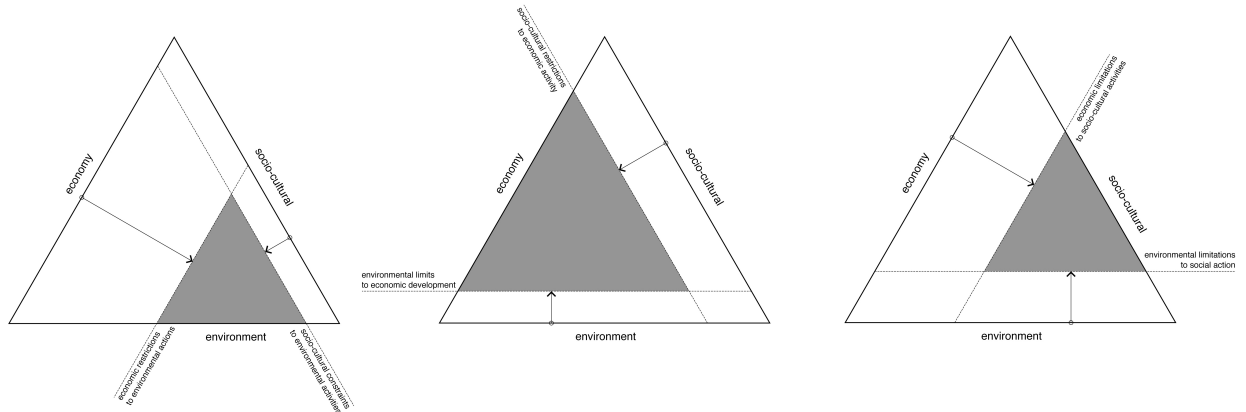 economy
socio-cultural
environment
economic restrictions
to environmental actions
socio-cultural constraints
to environmental activities
socio-cultural restrictions
to economic activity
economy
socio-cultural
environmental limits
to economic development
environment
economic limitations
to socio-cultural activities
economy
socio-cultural
environmental limitations
to social action
environment